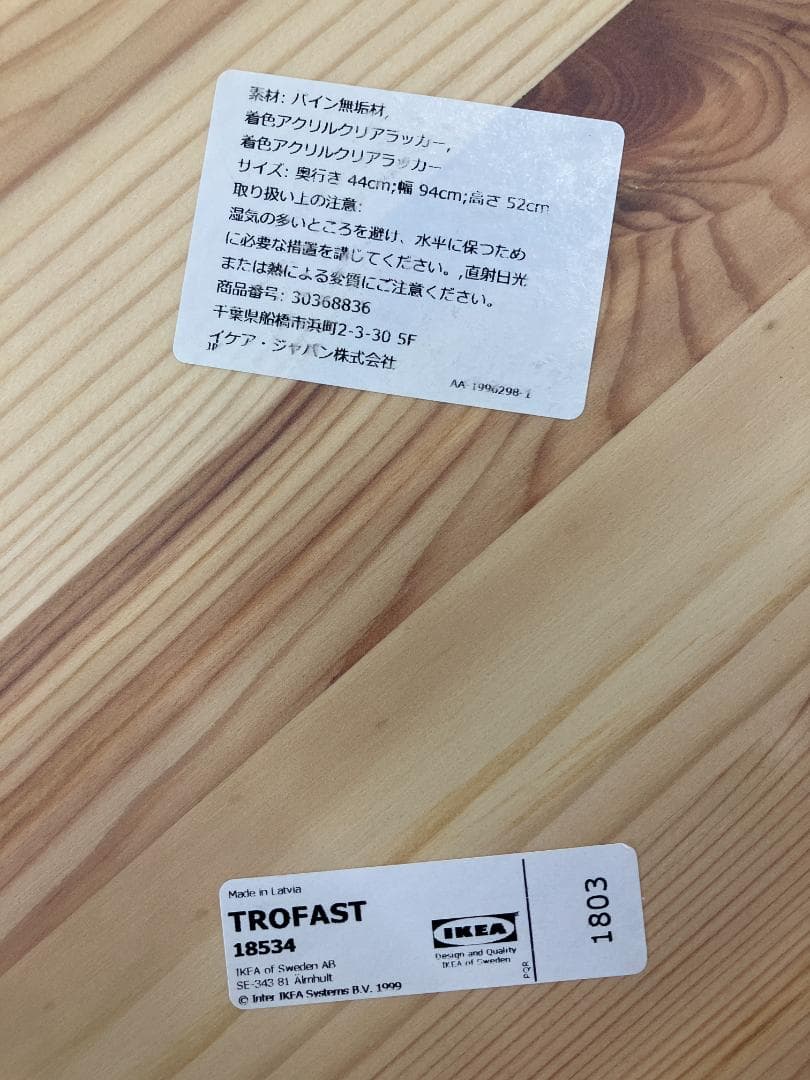 素材: パイン無垢材,
着色アクリルクリアラッカー,
着色アクリルクリアラッカー
サイズ: 奥行き 44cm;幅 94cm;高さ 52cm
取り扱い上の注意:
湿気の多いところを避け、水平に保つため
に必要な措置を講じてください。,直射日光
または熱による変質にご注意ください。
商品番号: 30368836
千葉県船橋市浜町2-3-30 5F
イケア・ジャパン株式会社
JP
AA-1996298-1
Made in Latvia
TROFAST
18534
IKEA of Sweden AB
SE-343 81 Älmhult
© Inter IKEA Systems B.V. 1999
IKEA
Design and Quality
IKEA of Sweden
1803